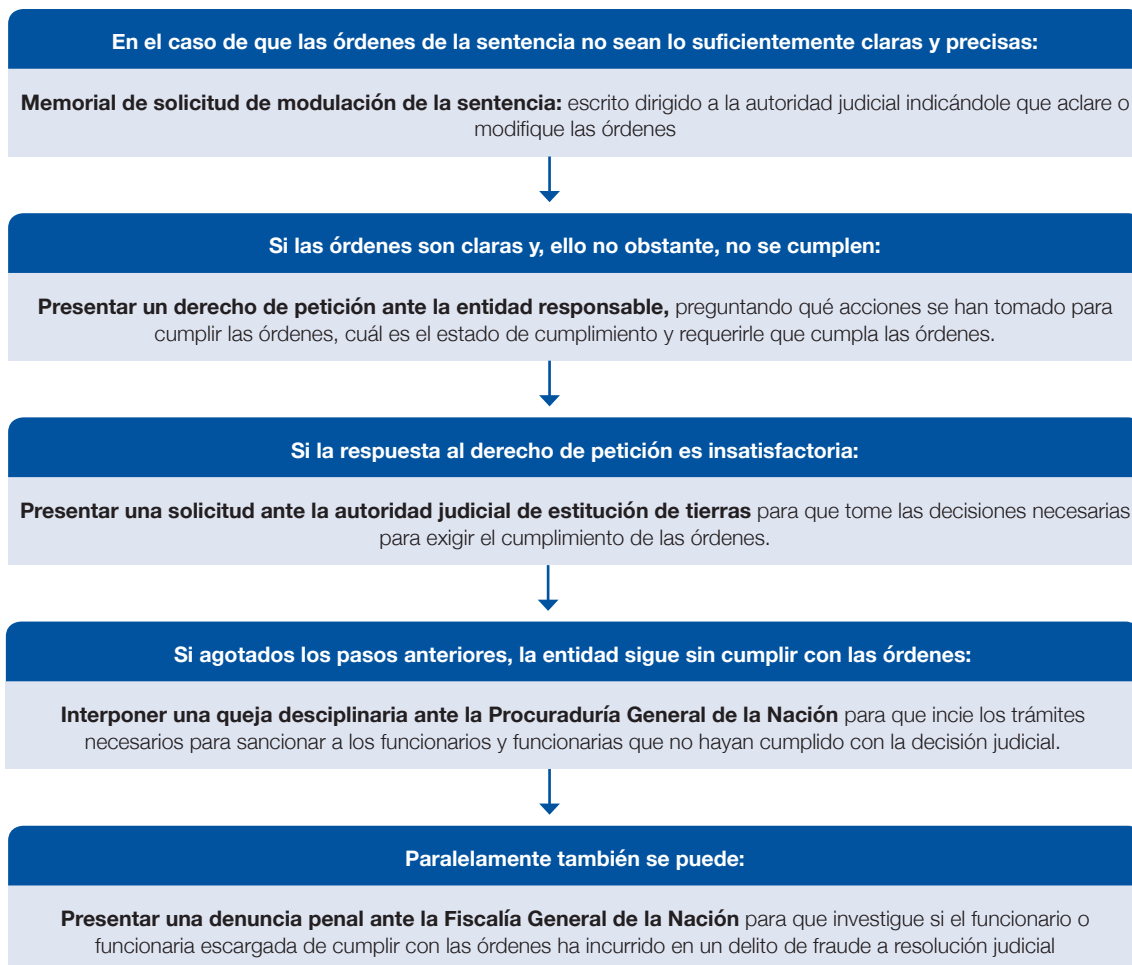 En el caso de que las órdenes de la sentencia no sean lo suficientemente claras y precisas:
Memorial de solicitud de modulación de la sentencia: escrito dirigido a la autoridad judicial indicándole que aclare o
modifique las órdenes
Si las órdenes son claras y, ello no obstante, no se cumplen:
Presentar un derecho de petición ante la entidad responsable, preguntando qué acciones se han tomado para
cumplir las órdenes, cuál es el estado de cumplimiento y requerirle que cumpla las órdenes.
Si la respuesta al derecho de petición es insatisfactoria:
Presentar una solicitud ante la autoridad judicial de estitución de tierras para que tome las decisiones necesarias
para exigir el cumplimiento de las órdenes.
Si agotados los pasos anteriores, la entidad sigue sin cumplir con las órdenes:
Interponer una queja desciplinaria ante la Procuraduría General de la Nación para que incie los trámites
necesarios para sancionar a los funcionarios y funcionarias que no hayan cumplido con la decisión judicial.
Paralelamente también se puede:
Presentar una denuncia penal ante la Fiscalía General de la Nación para que investigue si el funcionario o
funcionaria escargada de cumplir con las órdenes ha incurrido en un delito de fraude a resolución judicial